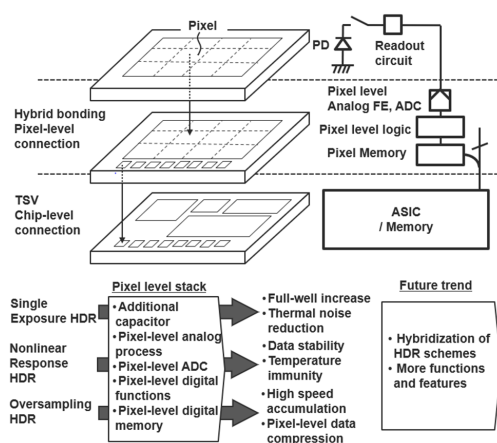 Pixel
PD
Readout
circuit
Hybrid bonding
Pixel-level
connection
Pixel level
Analog FE, ADC
Pixel level logic
Pixel Memory
TSV
Chip-level
connection
ASIC
/ Memory
Pixel level stack
Future trend
Single
Exposure HDR
Nonlinear
Response
HDR
Oversampling
HDR
• Additional
capacitor
• Pixel-level analog
process
• Pixel-level ADC
• Pixel-level digital
functions
• Pixel-level digital
memory
• Full-well increase
• Thermal noise
reduction
• Data stability
• Temperature
immunity
• High speed
accumulation
• Pixel-level data
compression
• Hybridization of
HDR schemes
• More functions
and features